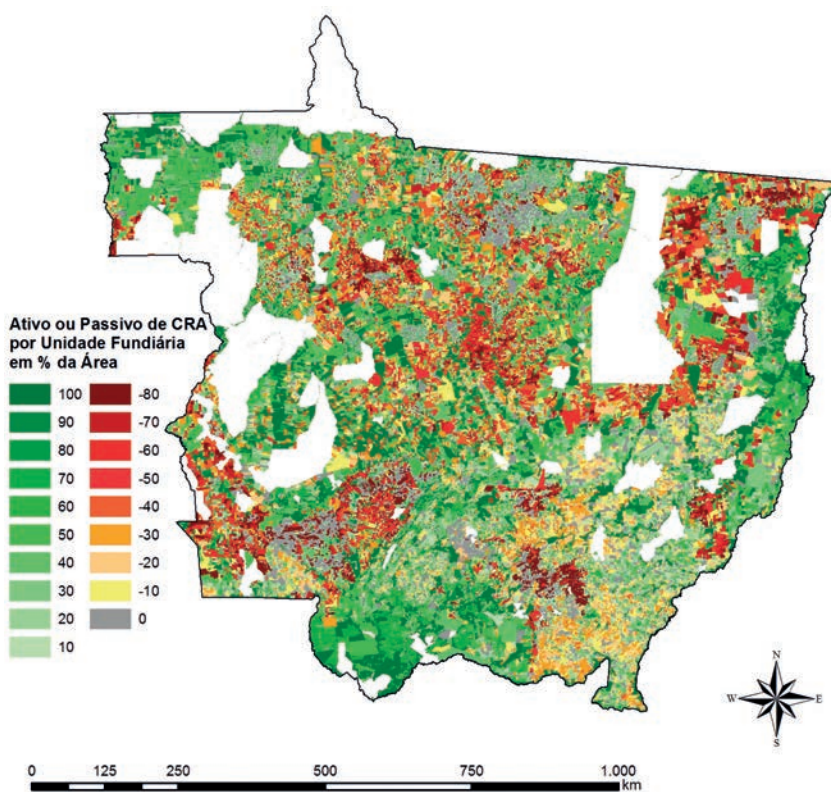 Ativo ou Passivo de CRA
por Unidade Fundiária
em % da Área
100 -80
90 -70
80 -60
70 -50
60 -40
50 -30
40 -20
30 -10
20 0
10
N
W E
S
0 125 250 500 750 1.000
km